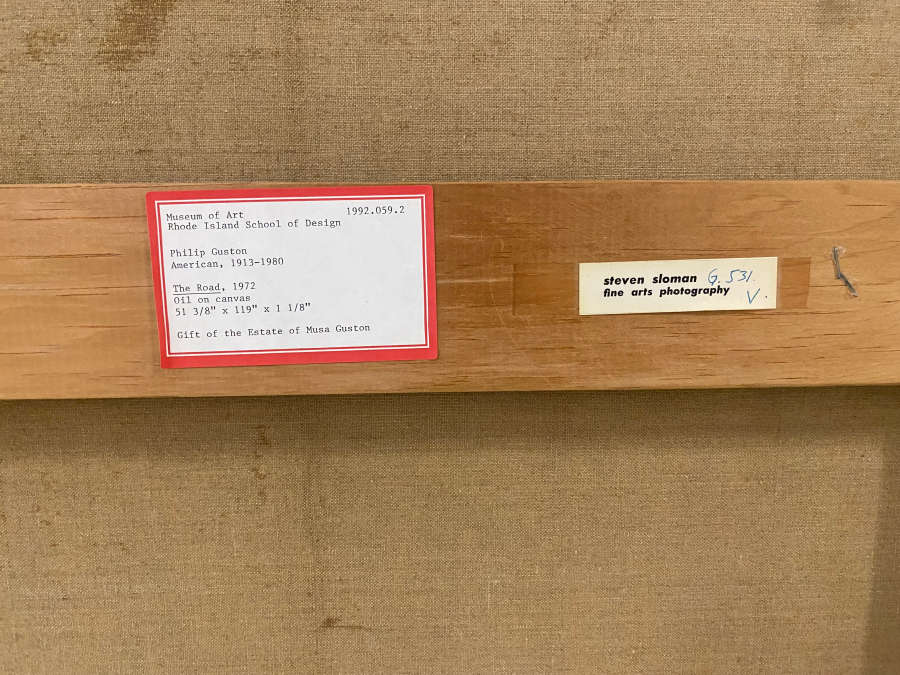 Museum of Art 1992.059.2
Rhode Island School of Design
Philip Guston
American, 1913-1980
The Road, 1972
Oil on canvas
51 3/8" x 119" x 1 1/8"
Gift of the Estate of Musa Guston
steven sloman G.531.
fine arts photography V.